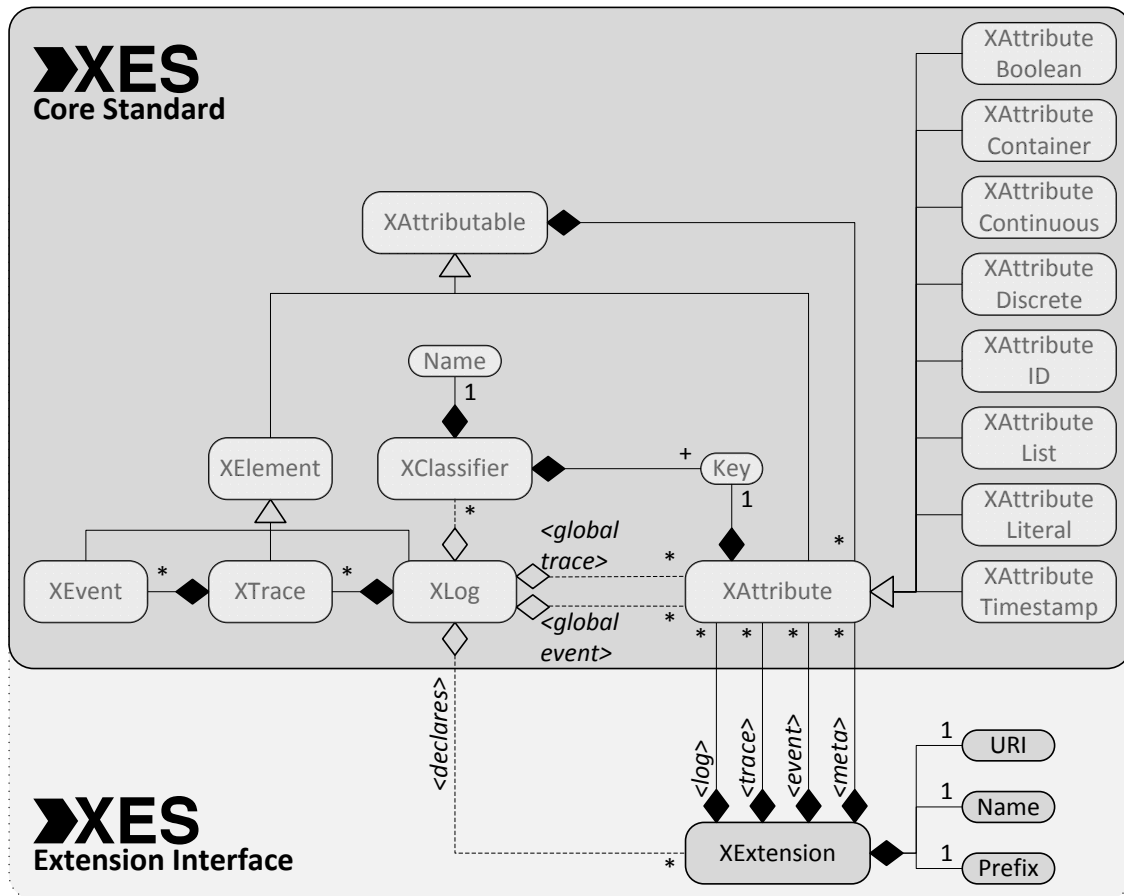 XES
Core Standard
XAttribute
Boolean
XAttribute
Container
XAttribute
Continuous
XAttribute
Discrete
XAttribute
ID
XAttribute
List
XAttribute
Literal
XAttribute
Timestamp
XAttributable
Name
1
XElement
XClassifier
+
Key
1
*
<global
trace>
*
*
XEvent
*
XTrace
*
XLog
XAttribute
<global
event>
*
*
*
*
*
<declares>
<log>
<trace>
<event>
<meta>
1
URI
1
Name
1
Prefix
XES
Extension Interface
*
XExtension